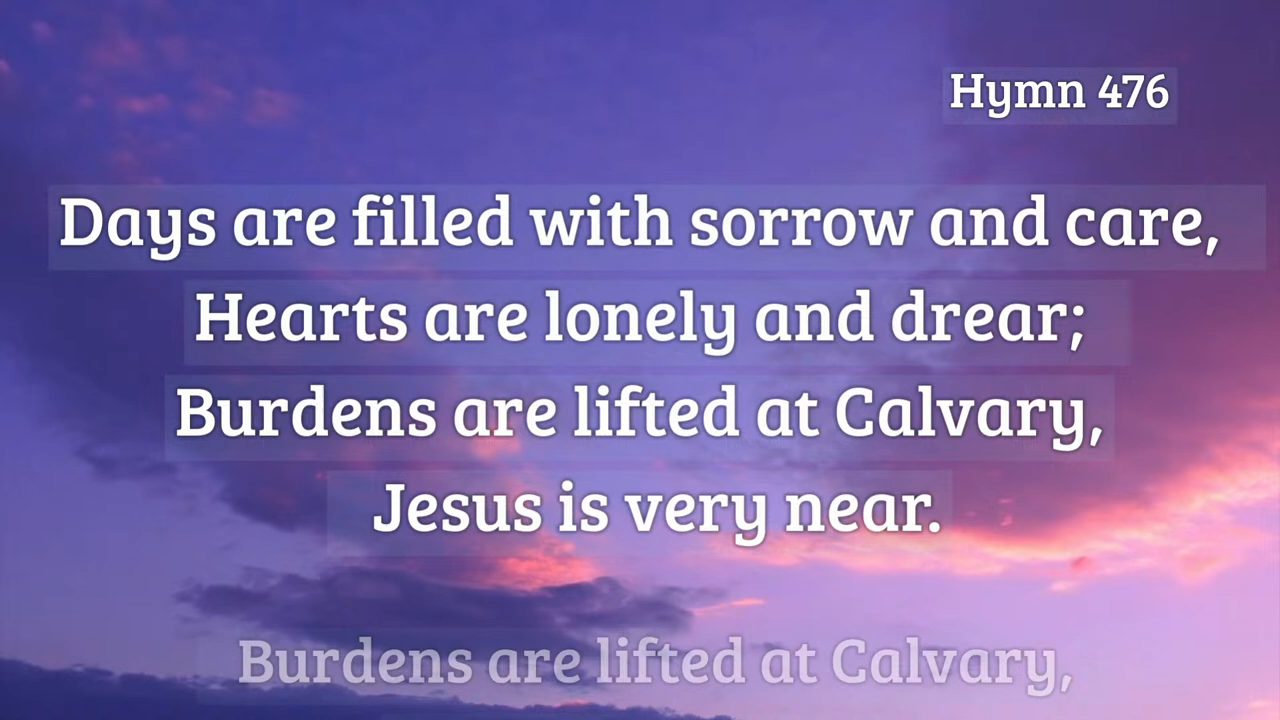 Hymn 476
Days are filled with sorrow and care,
Hearts are lonely and drear;
Burdens are lifted at Calvary,
Jesus is very near.
Burdens are lifted at Calvary,